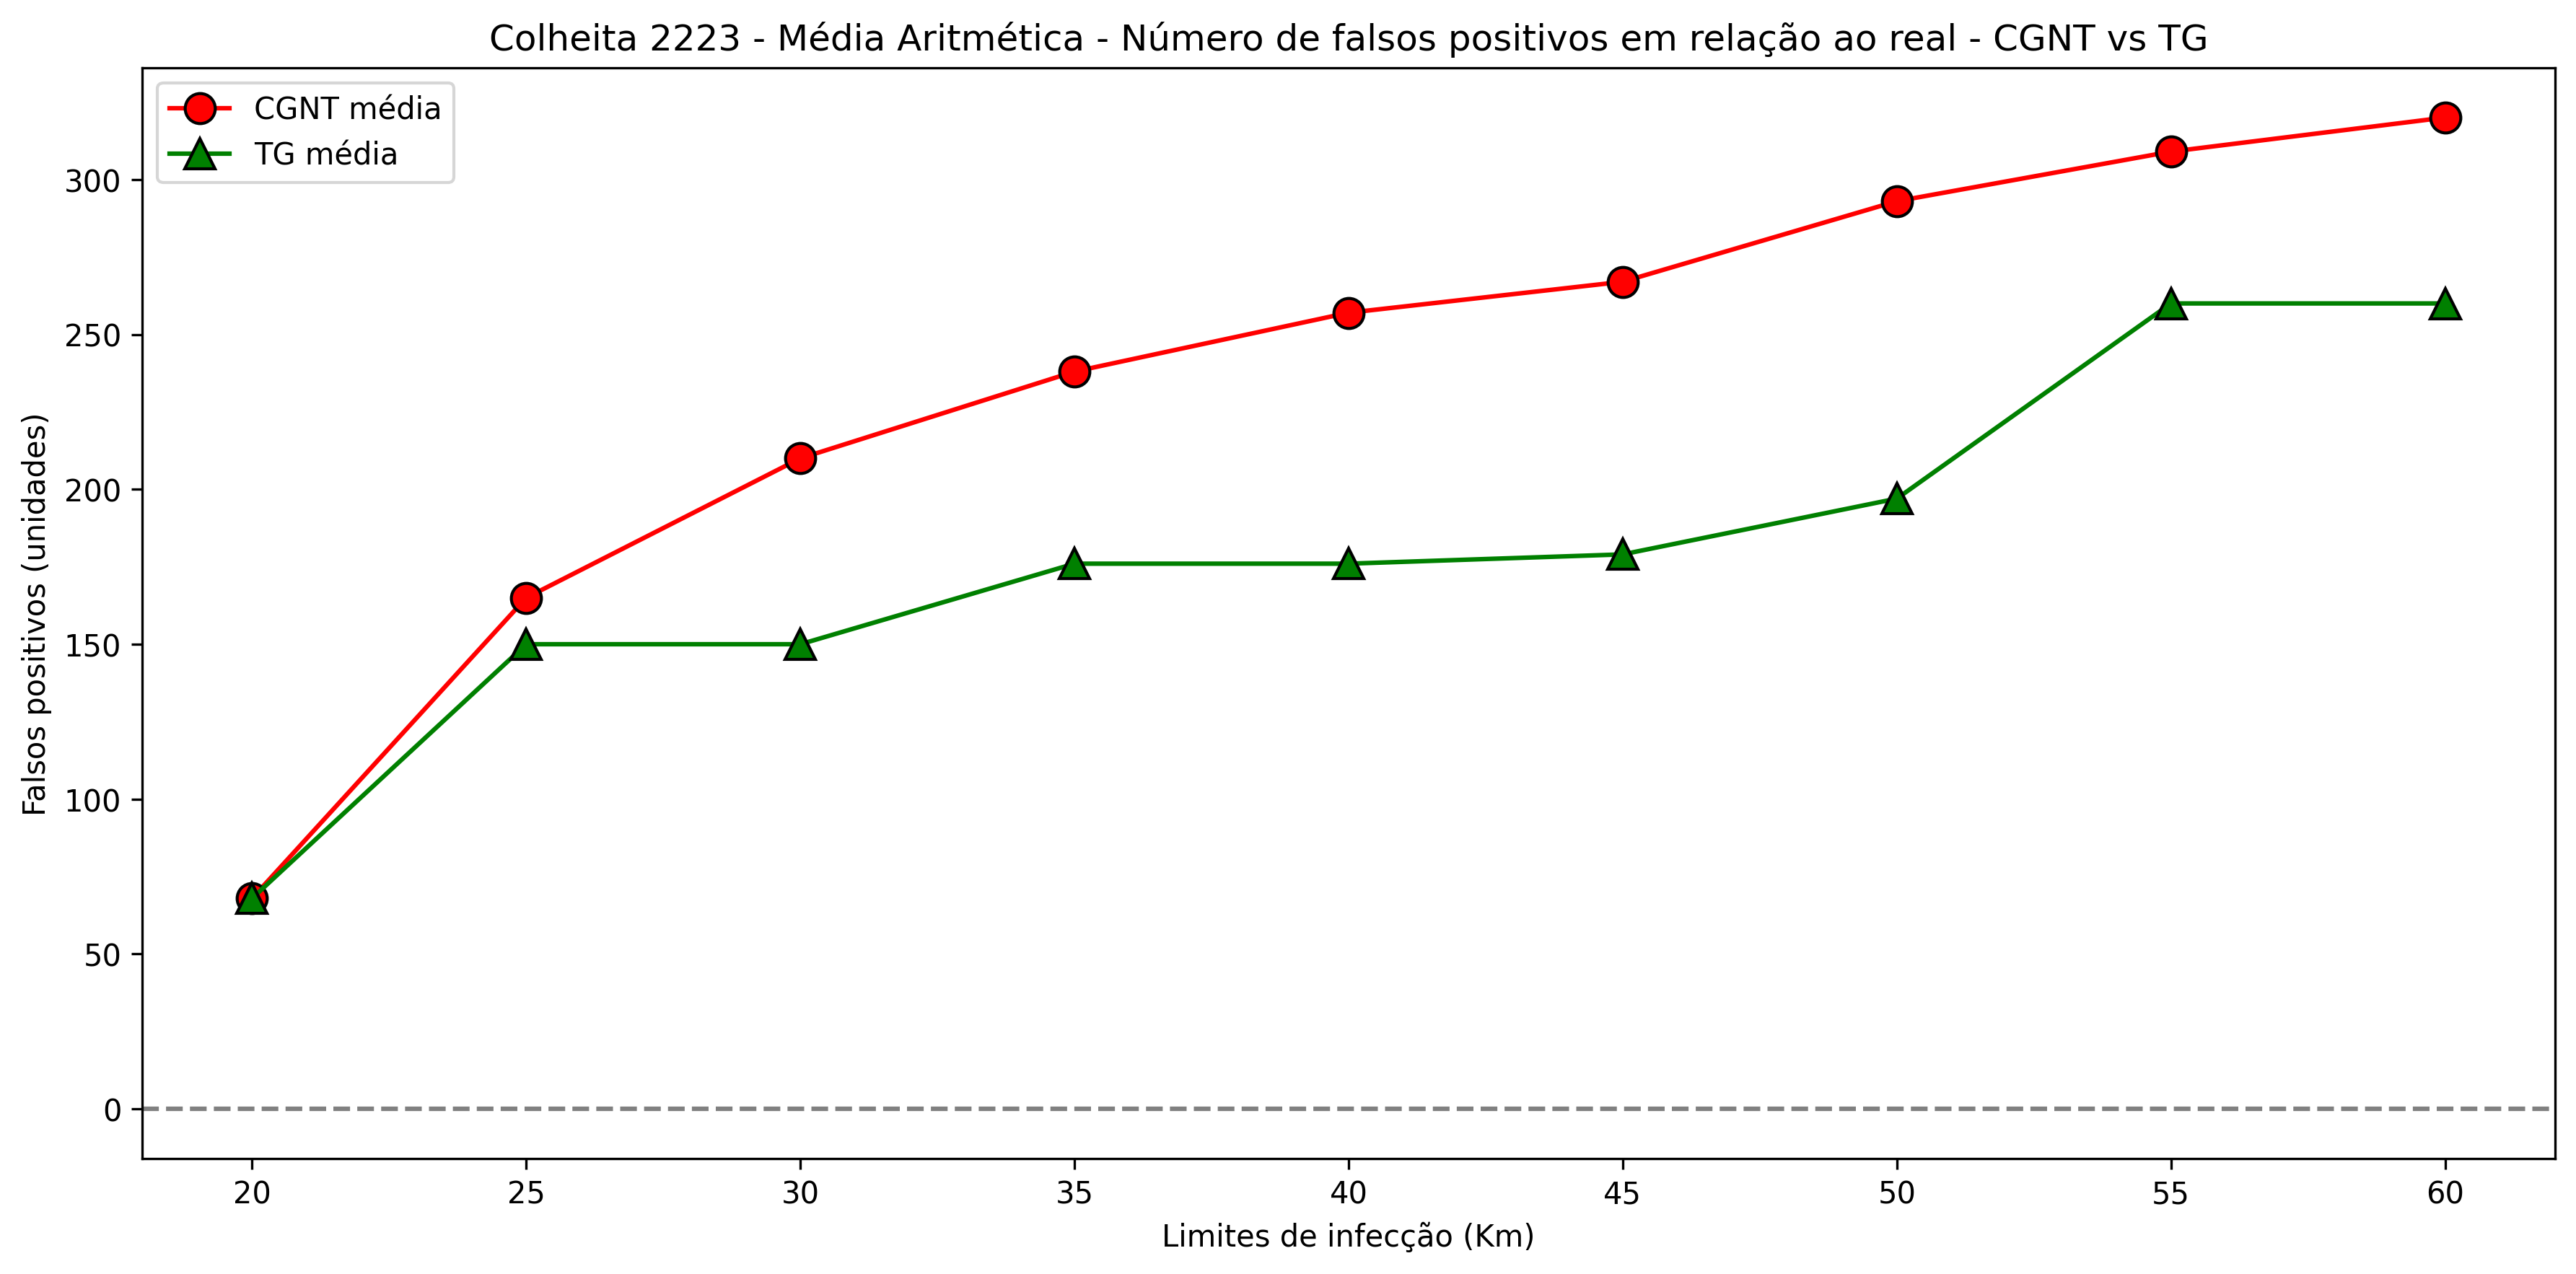 Colheita 2223 - Média Aritmética - Número de falsos positivos em relação ao real - CGNT vs TG
CGNT média
TG média
Falsos positivos (unidades)
300
250
200
150
100
50
0
20 25 30 35 40 45 50 55 60
Limites de infecção (Km)